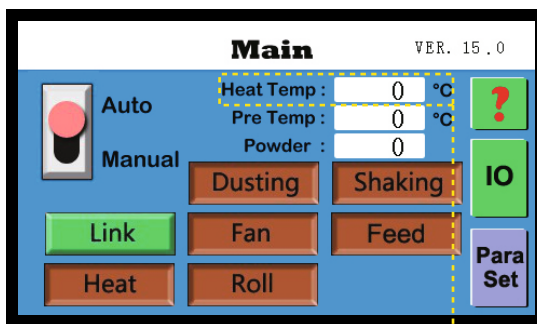 Main VER. 15.0
Auto
Manual
Heat Temp : 0 °C
Pre Temp : 0 °C
Powder : 0
?
IO
Para
Set
Dusting Shaking
Link Fan Feed
Heat Roll